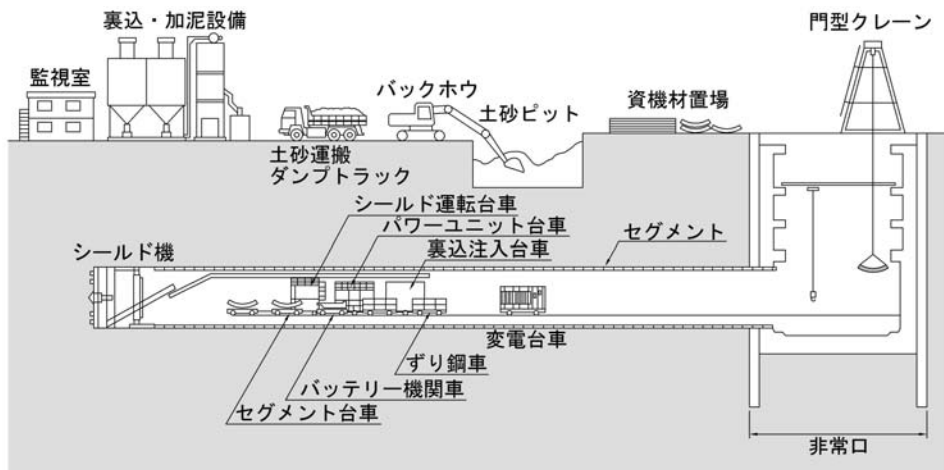 裏込・加泥設備
門型クレーン
監視室
バックホウ
土砂ピット
資機材置場
土砂運搬
ダンプトラック
シールド運転台車
パワーユニット台車
裏込注入台車
セグメント
シールド機
変電台車
ずり鋼車
バッテリー機関車
セグメント台車
非常口